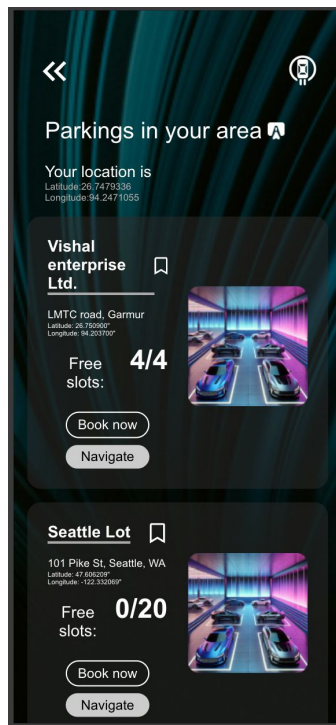 Parkings in your area
Your location is
Latitude:26.7479336
Longitude:94.2471055
Vishal
enterprise
Ltd.
LMTC road, Garmur
Latitude: 26.750900°
Longitude: 94.203700°
Free
slots:
4/4
Book now
Navigate
Seattle Lot
101 Pike St, Seattle, WA
Latitude: 47.606209°
Longitude: -122.332069°
Free
slots:
0/20
Book now
Navigate